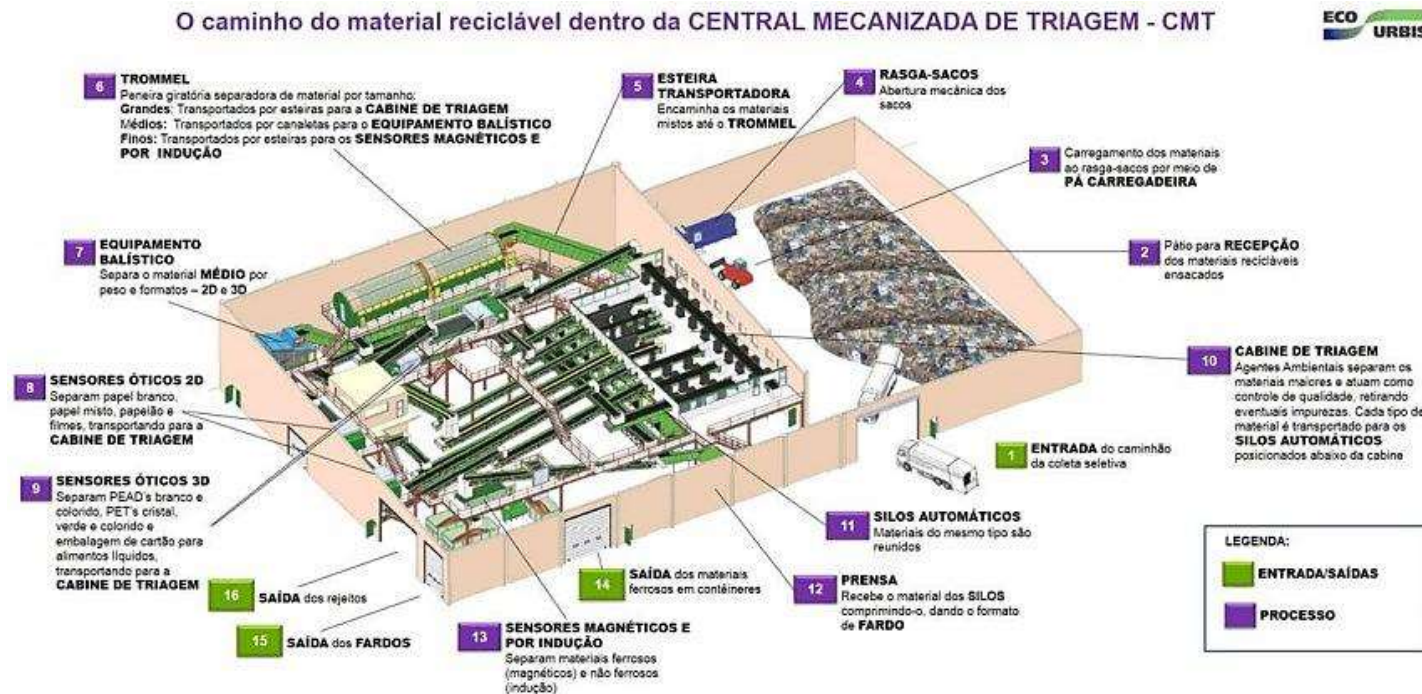 O caminho do material reciclável dentro da CENTRAL MECANIZADA DE TRIAGEM - CMT
ECO
URBIS
6
TROMMEL
Peneira giratória separadora de material por tamanho:
Grandes: Transportados por esteiras para a CABINE DE TRIAGEM
Médios: Transportados por canaletas para o EQUIPAMENTO BALÍSTICO
Finos: Transportados por esteiras para os SENSORES MAGNÉTICOS E
POR INDUÇÃO
5
ESTEIRA
TRANSPORTADORA
Encaminha os materiais
mistos até o TROMMEL
4
RASGA-SACOS
Abertura mecânica dos
sacos
3
Carregamento dos materiais
ao rasga-sacos por meio de
PÁ CARREGADEIRA
2
Pátio para RECEPÇÃO
dos materiais recicláveis
ensacados
7
EQUIPAMENTO
BALÍSTICO
Separa o material MÉDIO por
peso e formatos – 2D e 3D
8
SENSORES ÓTICOS 2D
Separam papel branco,
papel misto, papelão e
filmes, transportando para a
CABINE DE TRIAGEM
9
SENSORES ÓTICOS 3D
Separam PEAD's branco e
colorido, PET's cristal,
verde e colorido e
embalagem de cartão para
alimentos líquidos,
transportando para a
CABINE DE TRIAGEM
10
CABINE DE TRIAGEM
Agentes Ambientais separam os
materiais maiores e atuam como
controle de qualidade, retirando
eventuais impurezas. Cada tipo de
material é transportado para os
SILOS AUTOMÁTICOS
posicionados abaixo da cabine
1
ENTRADA do caminhão
da coleta seletiva
11
SILOS AUTOMÁTICOS
Materiais do mesmo tipo são
reunidos
12
PRENSA
Recebe o material dos SILOS
comprimindo-o, dando o formato
de FARDO
14
SAÍDA dos materiais
ferrosos em contêineres
16
SAÍDA dos rejeitos
15
SAÍDA dos FARDOS
13
SENSORES MAGNÉTICOS E
POR INDUÇÃO
Separam materiais ferrosos
(magnéticos) e não ferrosos
(indução)
LEGENDA:
ENTRADA/SAÍDAS
PROCESSO